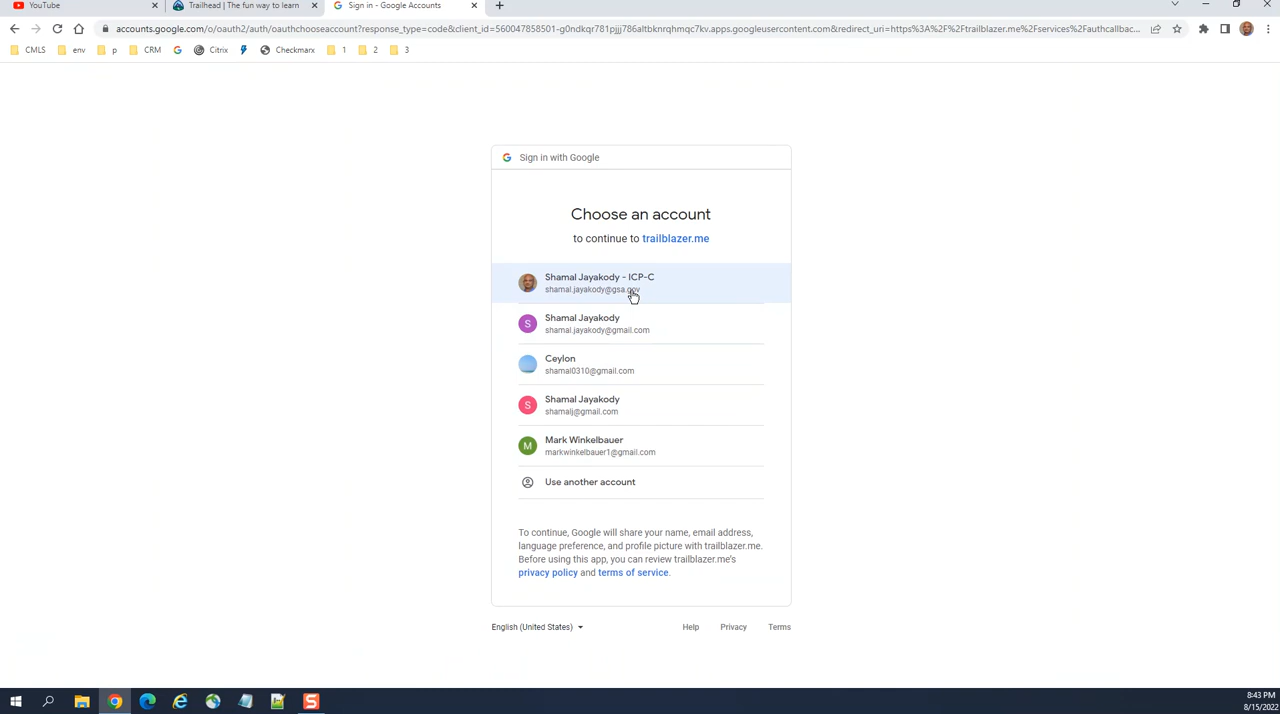 YouTube
Trailhead | The fun way to learn
Sign in - Google Accounts
accounts.google.com/o/oauth2/auth/oauthchooseaccount?response_type=code&client_id=560047858501-g0ndkqr781pjjj786altbknrqhmqc7kv.apps.googleusercontent.com&redirect_uri=https%3A%2F%2Ftrailblazer.me%2Fservices%2Fauthcallbac...
CMLS
env
p
CRM
Citrix
Checkmarx
1
2
3
Sign in with Google
Choose an account
to continue to trailblazer.me
Shamal Jayakody - ICP-C
shamal.jayakody@gsa.gov
S
Shamal Jayakody
shamal.jayakody@gmail.com
Ceylon
shamal0310@gmail.com
S
Shamal Jayakody
shamalj@gmail.com
M
Mark Winkelbauer
markwinkelbauer1@gmail.com
Use another account
To continue, Google will share your name, email address,
language preference, and profile picture with trailblazer.me.
Before using this app, you can review trailblazer.me's
privacy policy and terms of service.
English (United States)
Help
Privacy
Terms
8:43 PM
8/15/2022